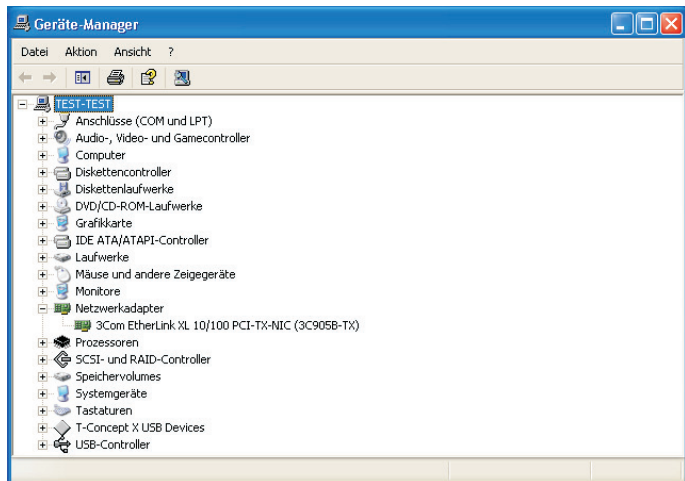 Geräte-Manager
Datei Aktion Ansicht ?
TEST-TEST
Anschlüsse (COM und LPT)
Audio-, Video- und Gamecontroller
Computer
Diskettencontroller
Diskettenlaufwerke
DVD/CD-ROM-Laufwerke
Grafikkarte
IDE ATA/ATAPI-Controller
Laufwerke
Mäuse und andere Zeigegeräte
Monitore
Netzwerkadapter
3Com EtherLink XL 10/100 PCI-TX-NIC (3C905B-TX)
Prozessoren
SCSI- und RAID-Controller
Speichervolumes
Systemgeräte
Tastaturen
T-Concept X USB Devices
USB-Controller